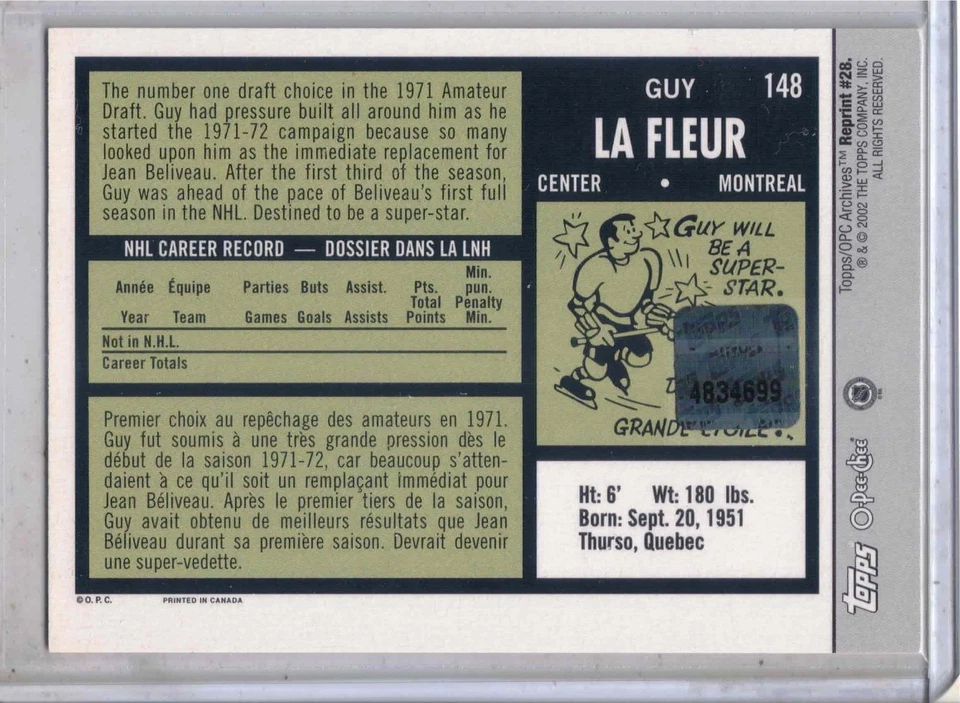 The number one draft choice in the 1971 Amateur
Draft. Guy had pressure built all around him as he
started the 1971-72 campaign because so many
looked upon him as the immediate replacement for
Jean Beliveau. After the first third of the season,
Guy was ahead of the pace of Beliveau's first full
season in the NHL. Destined to be a super-star.
NHL CAREER RECORD — DOSSIER DANS LA LNH
Année Équipe Parties Buts Assist. Pts. Min. pun.
Year Team Games Goals Assists Total Points Penalty Min.
Not in N.H.L.
Career Totals
Premier choix au repêchage des amateurs en 1971.
Guy fut soumis à une très grande pression dès le
début de la saison 1971-72, car beaucoup s'atten-
daient à ce qu'il soit un remplaçant immédiat pour
Jean Béliveau. Après le premier tiers de la saison,
Guy avait obtenu de meilleurs résultats que Jean
Béliveau durant sa première saison. Devrait devenir
une super-vedette.
© O. P. C. PRINTED IN CANADA
GUY 148
LA FLEUR
CENTER • MONTREAL
GUY WILL
BE A
SUPER-
STAR.
4834699
GRANDE ETOILE.
Ht: 6' Wt: 180 lbs.
Born: Sept. 20, 1951
Thurso, Quebec
Topps/OPC Archives™ Reprint #28.
® & © 2002 THE TOPPS COMPANY, INC.
ALL RIGHTS RESERVED.
O-Pee-Chee
TOPPS